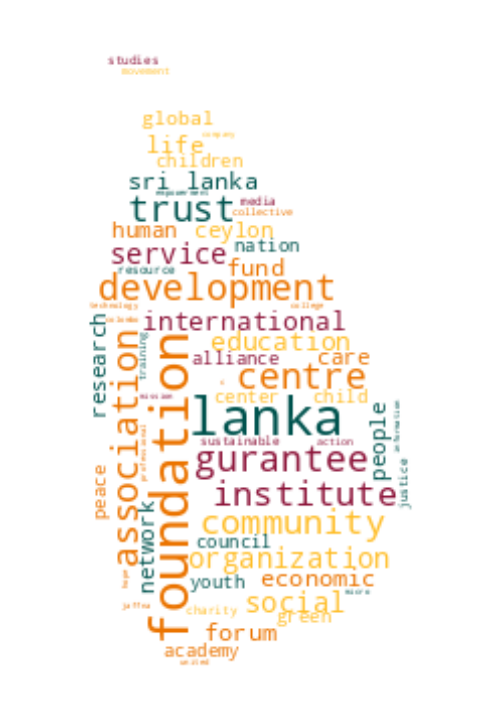 studies
movement
global
company
life
children
sri lanka
empowerment
trust
media
collective
human
ceylon
service
nation
resource
fund
development
technology
college
colombo
international
research
training
education
alliance
care
association
foundation
centre
mission
center
child
lanka
people
information
sustainable
action
professional
gurantee
peace
justice
institute
network
community
council
organization
hope
youth
economic
micro
jaffna
charity
social
green
forum
academy
united